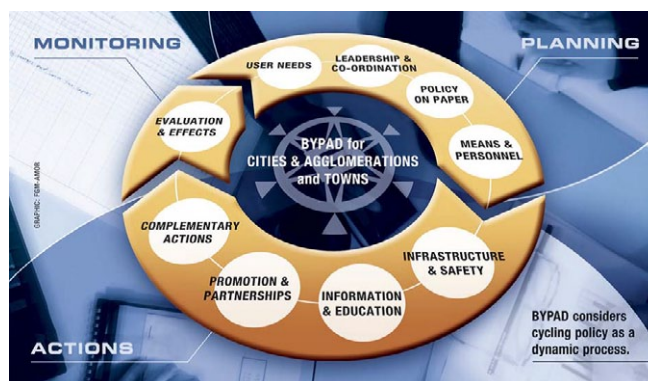 MONITORING
PLANNING
USER NEEDS
LEADERSHIP &
CO-ORDINATION
POLICY
ON PAPER
MEANS &
PERSONNEL
EVALUATION
& EFFECTS
BYPAD for
CITIES & AGGLOMERATIONS
and TOWNS
GRAPHIC: FGM-AMOR
COMPLEMENTARY
ACTIONS
INFRASTRUCTURE
& SAFETY
PROMOTION &
PARTNERSHIPS
INFORMATION
& EDUCATION
BYPAD considers
cycling policy as a
dynamic process.
ACTIONS